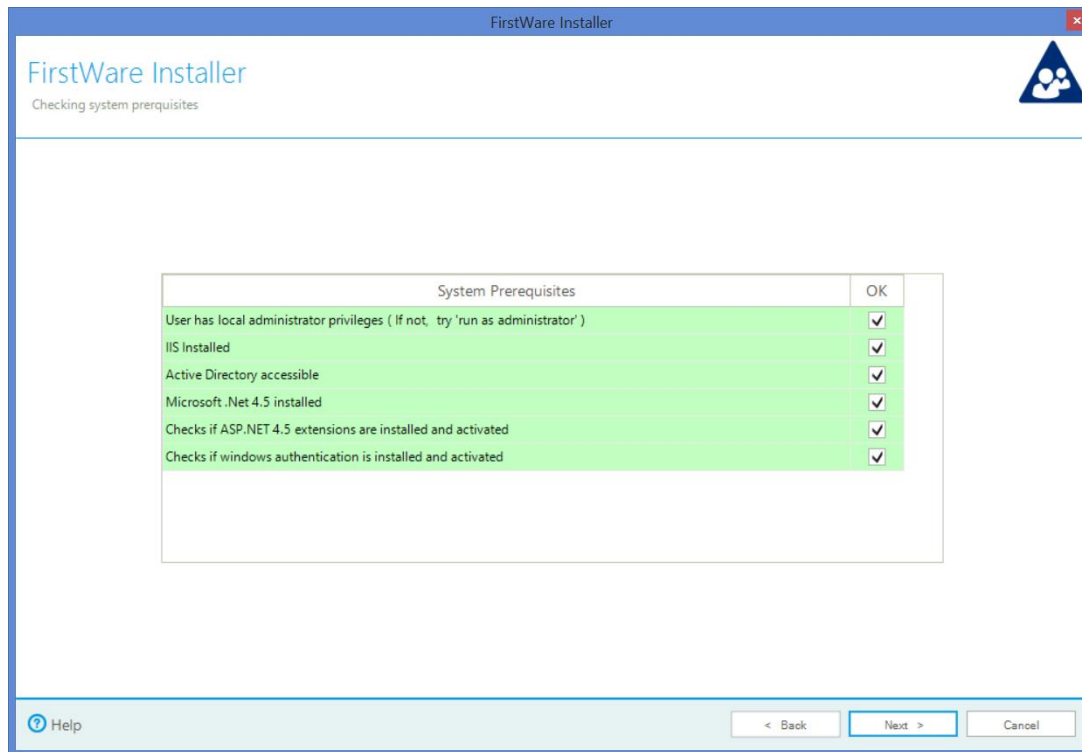 FirstWare Installer
FirstWare Installer
Checking system prerquisites
System Prerequisites OK
User has local administrator privileges ( If not, try 'run as administrator' )
IIS Installed
Active Directory accessible
Microsoft .Net 4.5 installed
Checks if ASP.NET 4.5 extensions are installed and activated
Checks if windows authentication is installed and activated
? Help < Back Next > Cancel